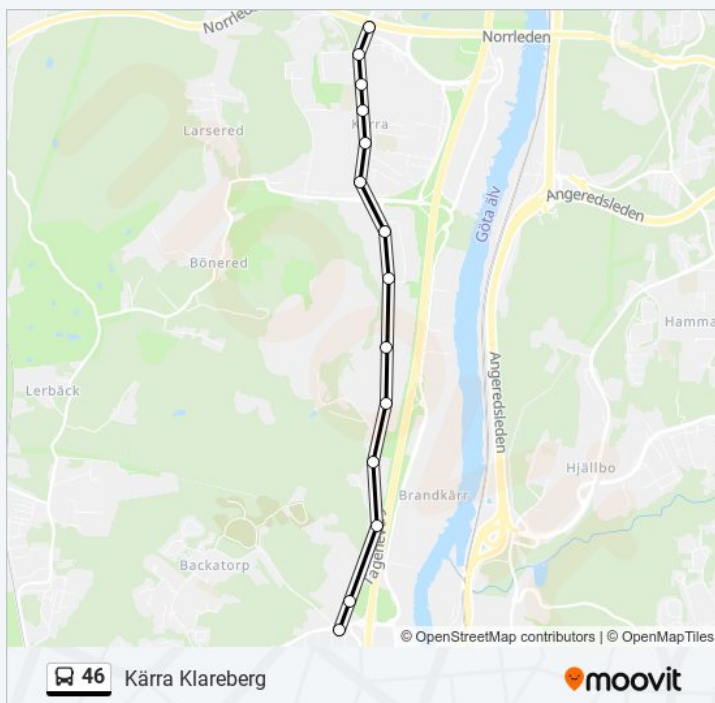 Norrleden
Norrleden
Larsered
Kärra
Angeredsleden
Göta älv
Bönered
Hamma
Angeredsleden
Lerbäck
Hjällbo
Brandkärr
Backatorp
© OpenStreetMap contributors | © OpenMapTiles
46 Kärra Klareberg
moovit